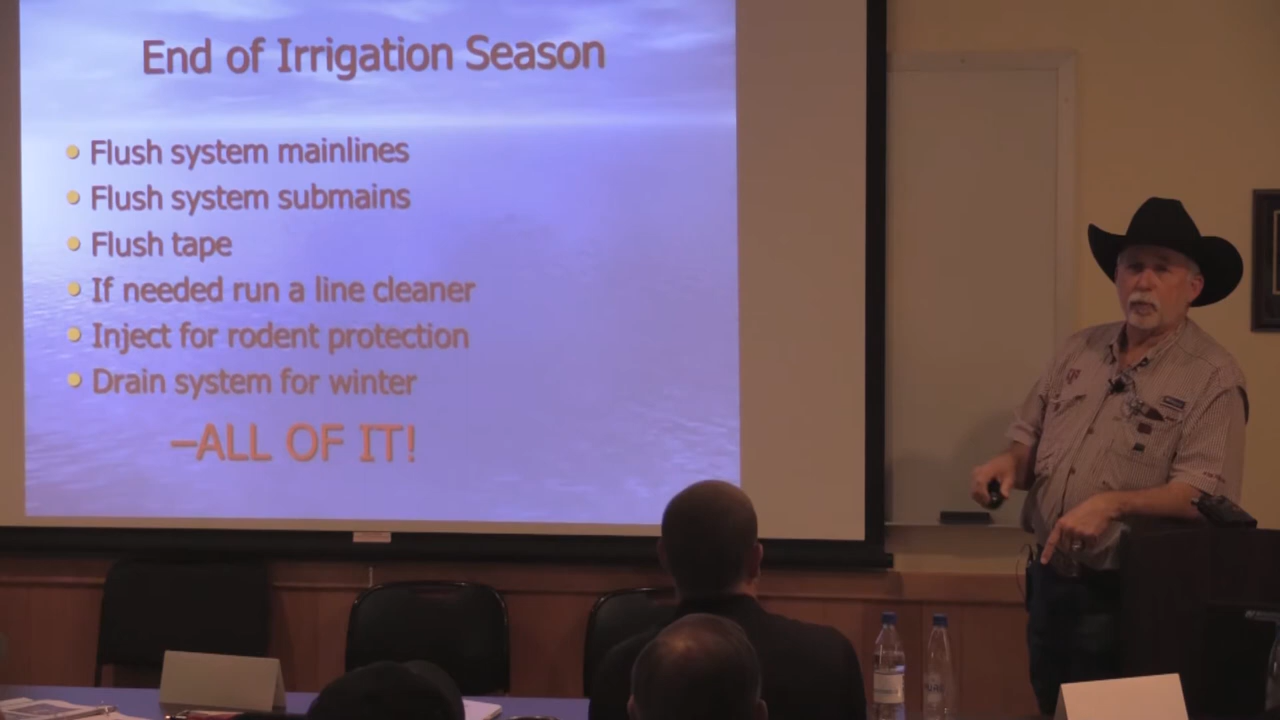 End of Irrigation Season
Flush system mainlines
Flush system submains
Flush tape
If needed run a line cleaner
Inject for rodent protection
Drain system for winter
–ALL OF IT!